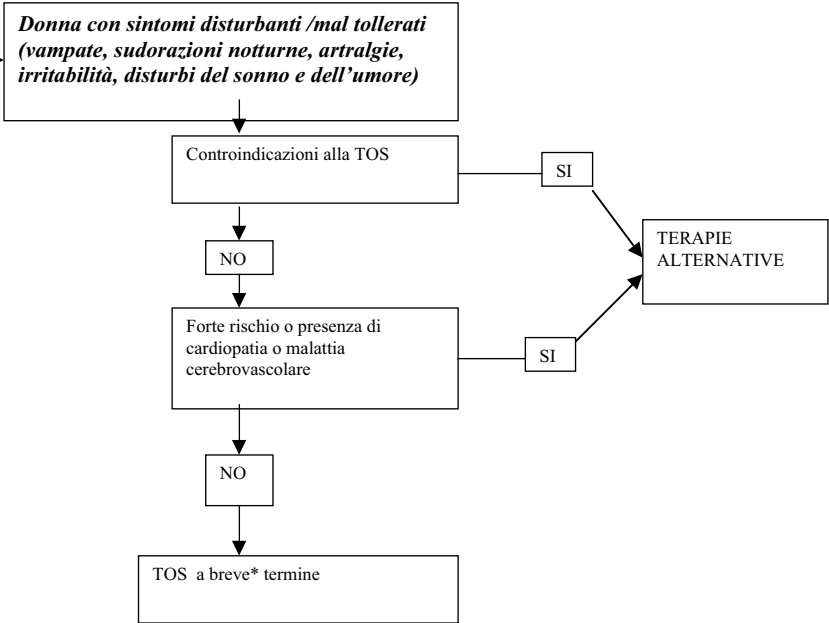 Donna con sintomi disturbanti /mal tollerati
(vampate, sudorazioni notturne, artralgie,
irritabilità, disturbi del sonno e dell'umore)
Controindicazioni alla TOS
SI
TERAPIE
ALTERNATIVE
NO
Forte rischio o presenza di
cardiopatia o malattia
cerebrovascolare
SI
NO
TOS a breve* termine